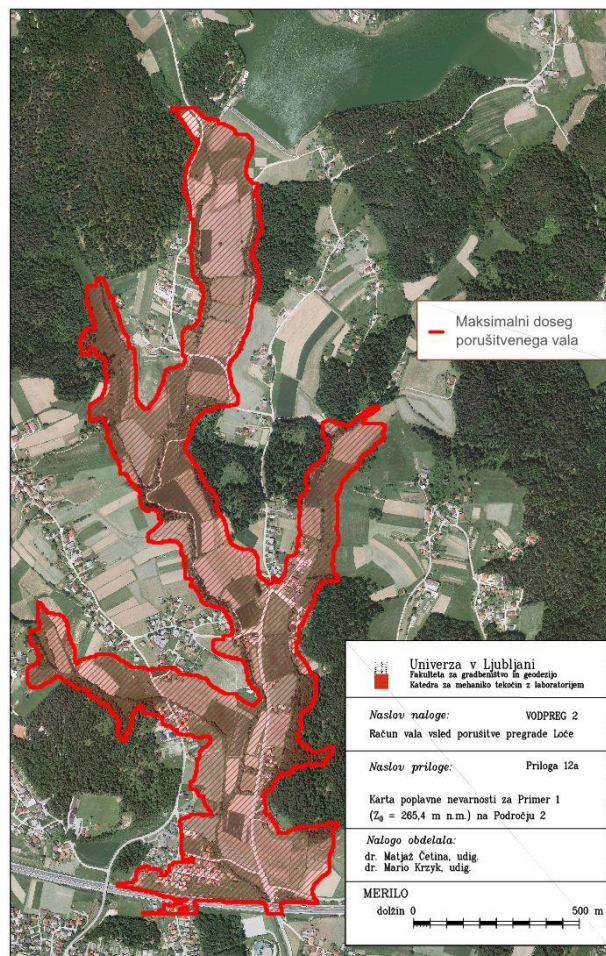 Maksimalni doseg
porušitvenega vala
Univerza v Ljubljani
Fakulteta za gradbeništvo in geodezijo
Katedra za mehaniko tekočin z laboratorijem
Naslov naloge: VODPREG 2
Račun vala vsled porušitve pregrade Loče
Naslov priloge: Priloga 12a
Karta poplavne nevarnosti za Primer 1
(Z₀ = 265,4 m n.m.) na Področju 2
Nalogo obdelala:
dr. Matjaž Četina, udig.
dr. Mario Krzyk, udig.
MERILO
dolžin 0 500 m